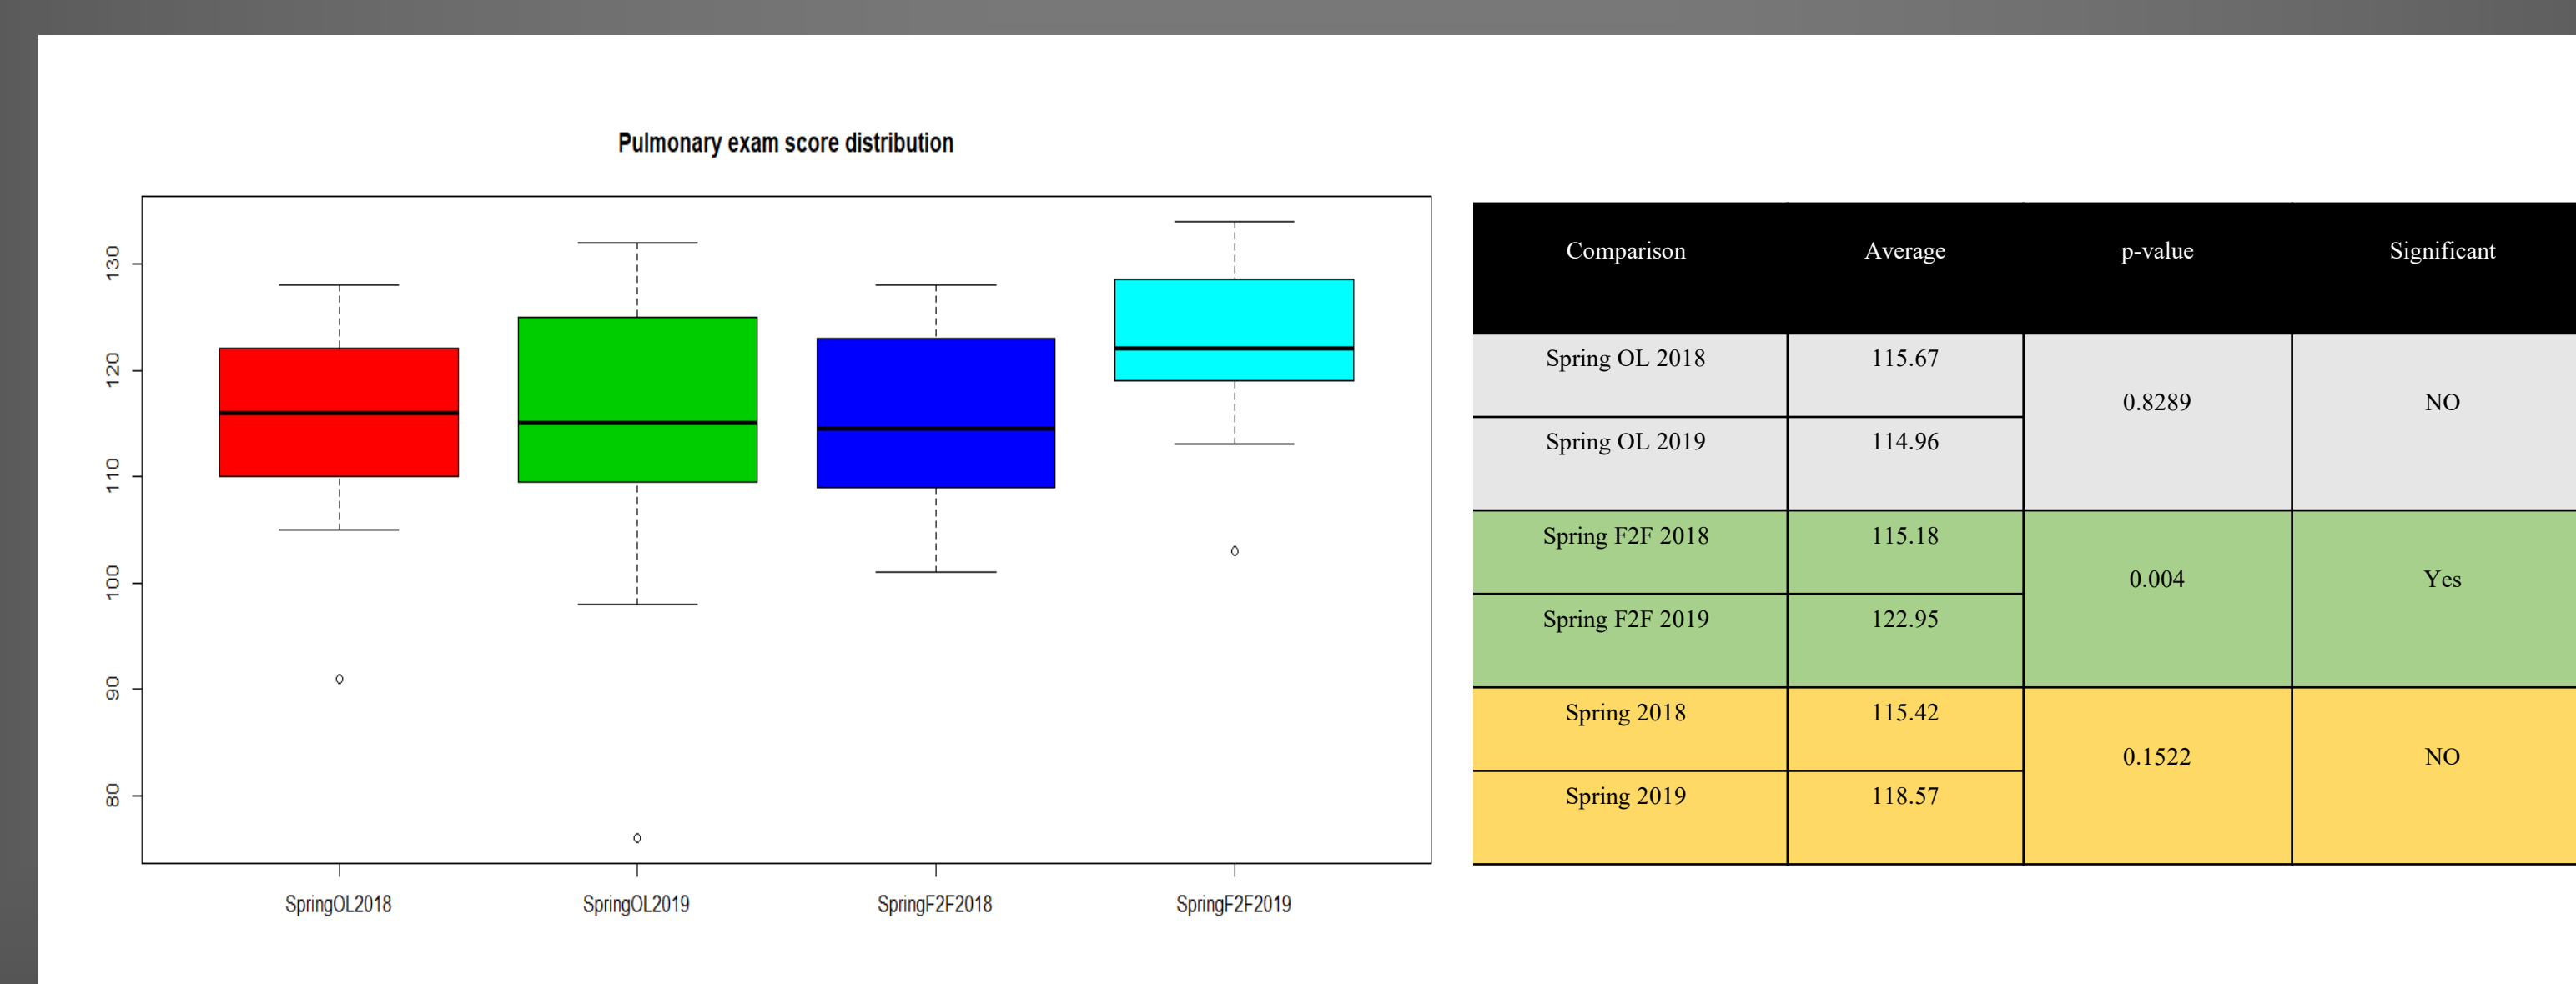 Pulmonary exam score distribution
130
120
110
100
90
80
SpringOL2018 SpringOL2019 SpringF2F2018 SpringF2F2019
Comparison Average p-value Significant
Spring OL 2018 115.67
0.8289 NO
Spring OL 2019 114.96
Spring F2F 2018 115.18
0.004 Yes
Spring F2F 2019 122.95
Spring 2018 115.42
0.1522 NO
Spring 2019 118.57